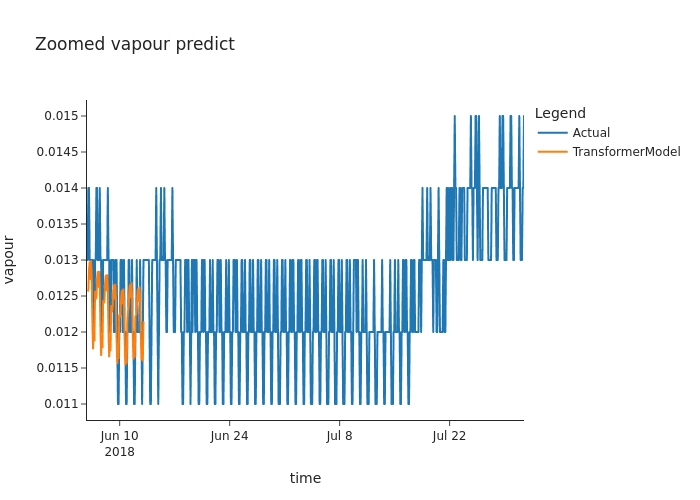 Zoomed vapour predict
Legend
Actual
TransformerModel
0.015
0.0145
0.014
0.0135
0.013
0.0125
0.012
0.0115
0.011
vapour
Jun 10
2018
Jun 24
Jul 8
Jul 22
time